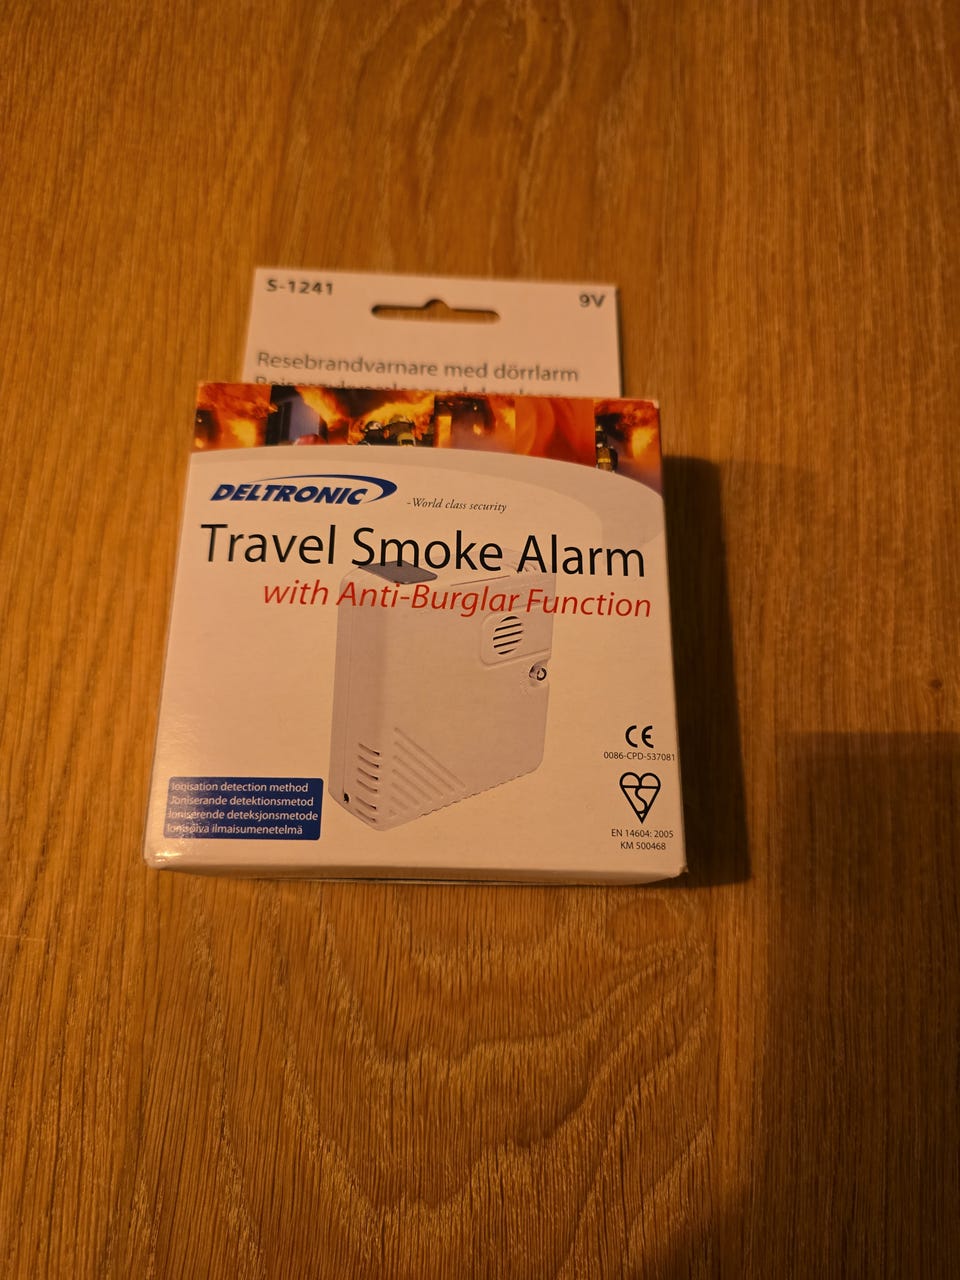 S-1241
9V
Resebrandvarnare med dörrlarm
DELTRONIC
-World class security
Travel Smoke Alarm
with Anti-Burglar Function
CE
0086-CPD-537081
Ionisation detection method
Joniserande detektionsmetod
Ioniserende deteksjonsmetode
Ionisoiva ilmaisumenetelmä
EN 14604: 2005
KM 500468